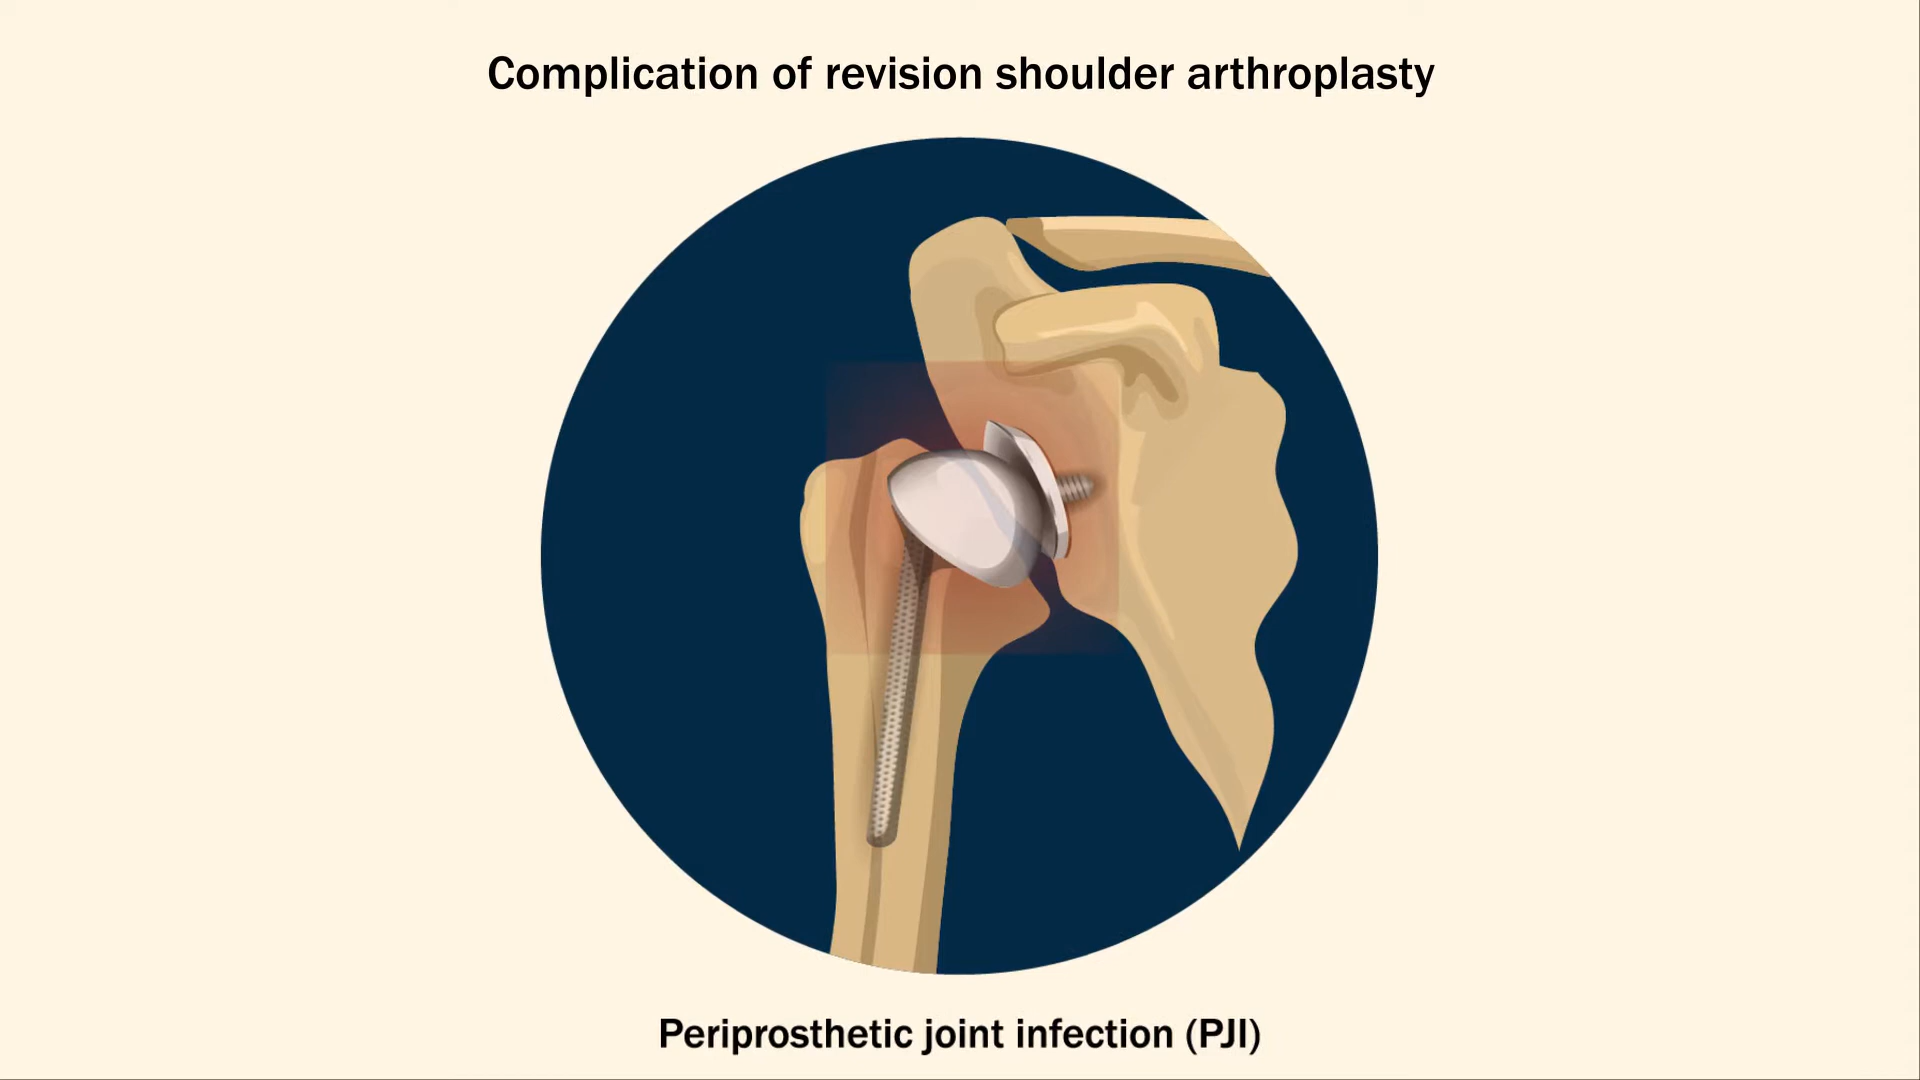 Complication of revision shoulder arthroplasty
Periprosthetic joint infection (PJI)